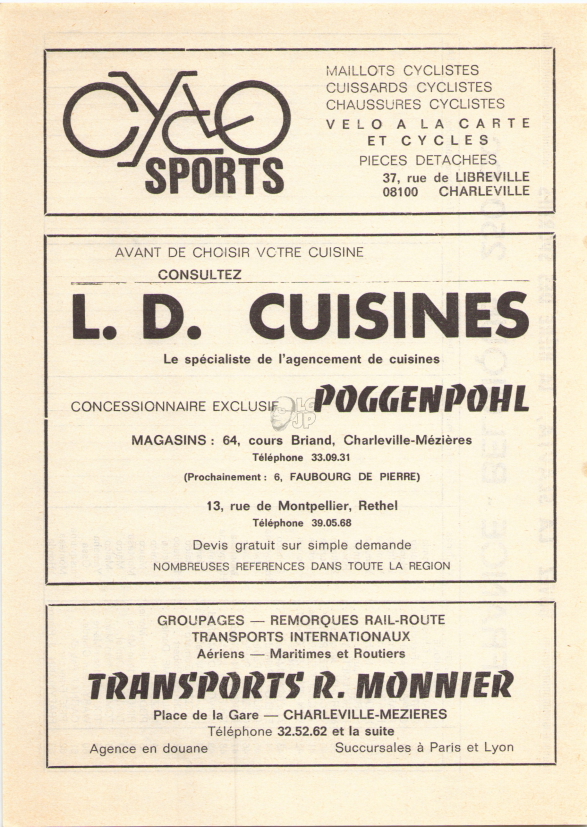 CYCLO
SPORTS
MAILLOTS CYCLISTES
CUISSARDS CYCLISTES
CHAUSSURES CYCLISTES
VELO A LA CARTE
ET CYCLES
PIECES DETACHEES
37, rue de LIBREVILLE
08100 CHARLEVILLE
AVANT DE CHOISIR VCTRE CUISINE
CONSULTEZ
L. D. CUISINES
Le spécialiste de l'agencement de cuisines
CONCESSIONNAIRE EXCLUSIF POGGENPOHL
LG
JP
MAGASINS : 64, cours Briand, Charleville-Mézières
Téléphone 33.09.31
(Prochainement : 6, FAUBOURG DE PIERRE)
13, rue de Montpellier, Rethel
Téléphone 39.05.68
Devis gratuit sur simple demande
NOMBREUSES REFERENCES DANS TOUTE LA REGION
GROUPAGES — REMORQUES RAIL-ROUTE
TRANSPORTS INTERNATIONAUX
Aériens — Maritimes et Routiers
TRANSPORTS R. MONNIER
Place de la Gare — CHARLEVILLE-MEZIERES
Téléphone 32.52.62 et la suite
Agence en douane Succursales à Paris et Lyon